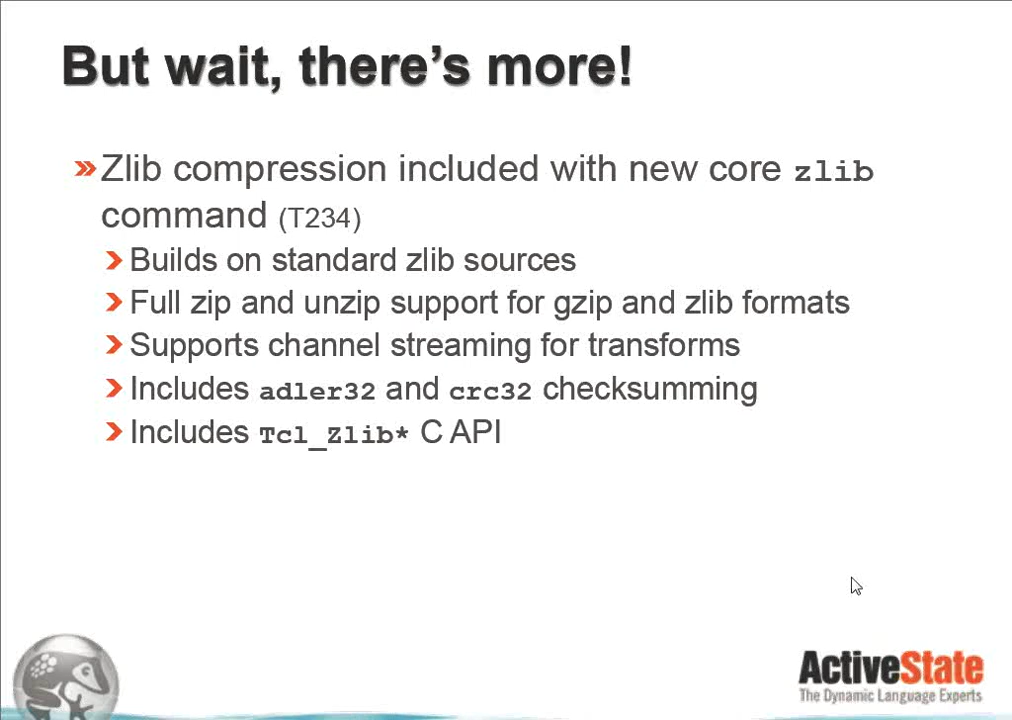 But wait, there's more!
Zlib compression included with new core zlib
command (T234)
Builds on standard zlib sources
Full zip and unzip support for gzip and zlib formats
Supports channel streaming for transforms
Includes adler32 and crc32 checksumming
Includes Tcl_Zlib* C API
ActiveState
The Dynamic Language Experts